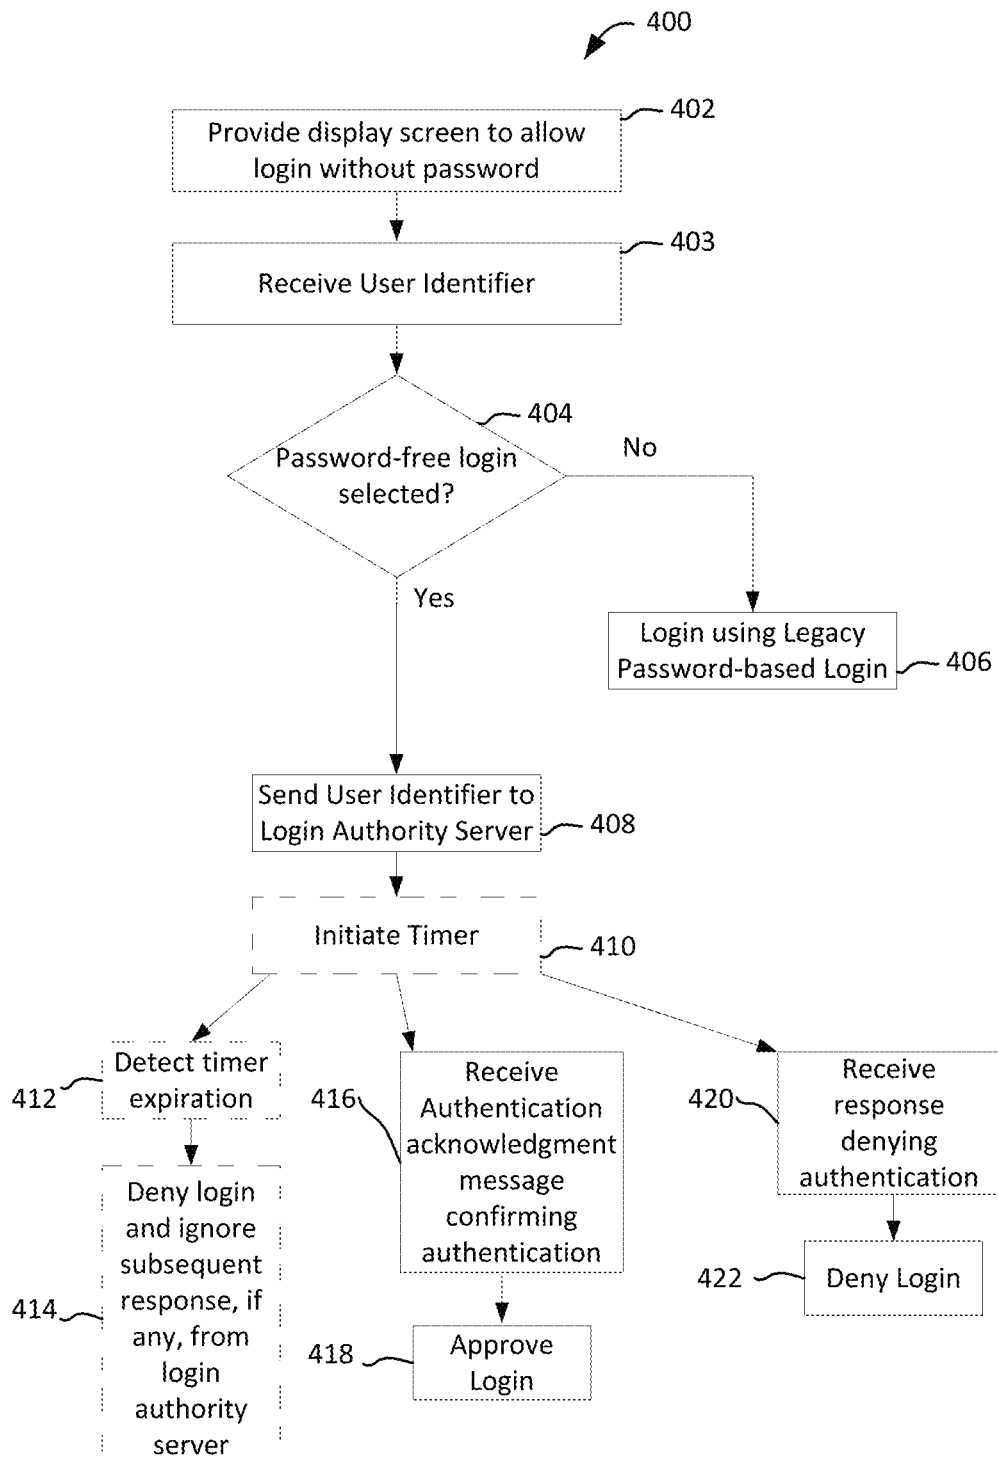 400
Provide display screen to allow
login without password
402
Receive User Identifier
403
Password-free login
selected?
404
No
Yes
Login using Legacy
Password-based Login
406
Send User Identifier to
Login Authority Server
408
Initiate Timer
410
Detect timer
expiration
412
Deny login
and ignore
subsequent
response, if
any, from
login
authority
server
414
Receive
Authentication
acknowledgment
message
confirming
authentication
416
Approve
Login
418
Receive
response
denying
authentication
420
Deny Login
422